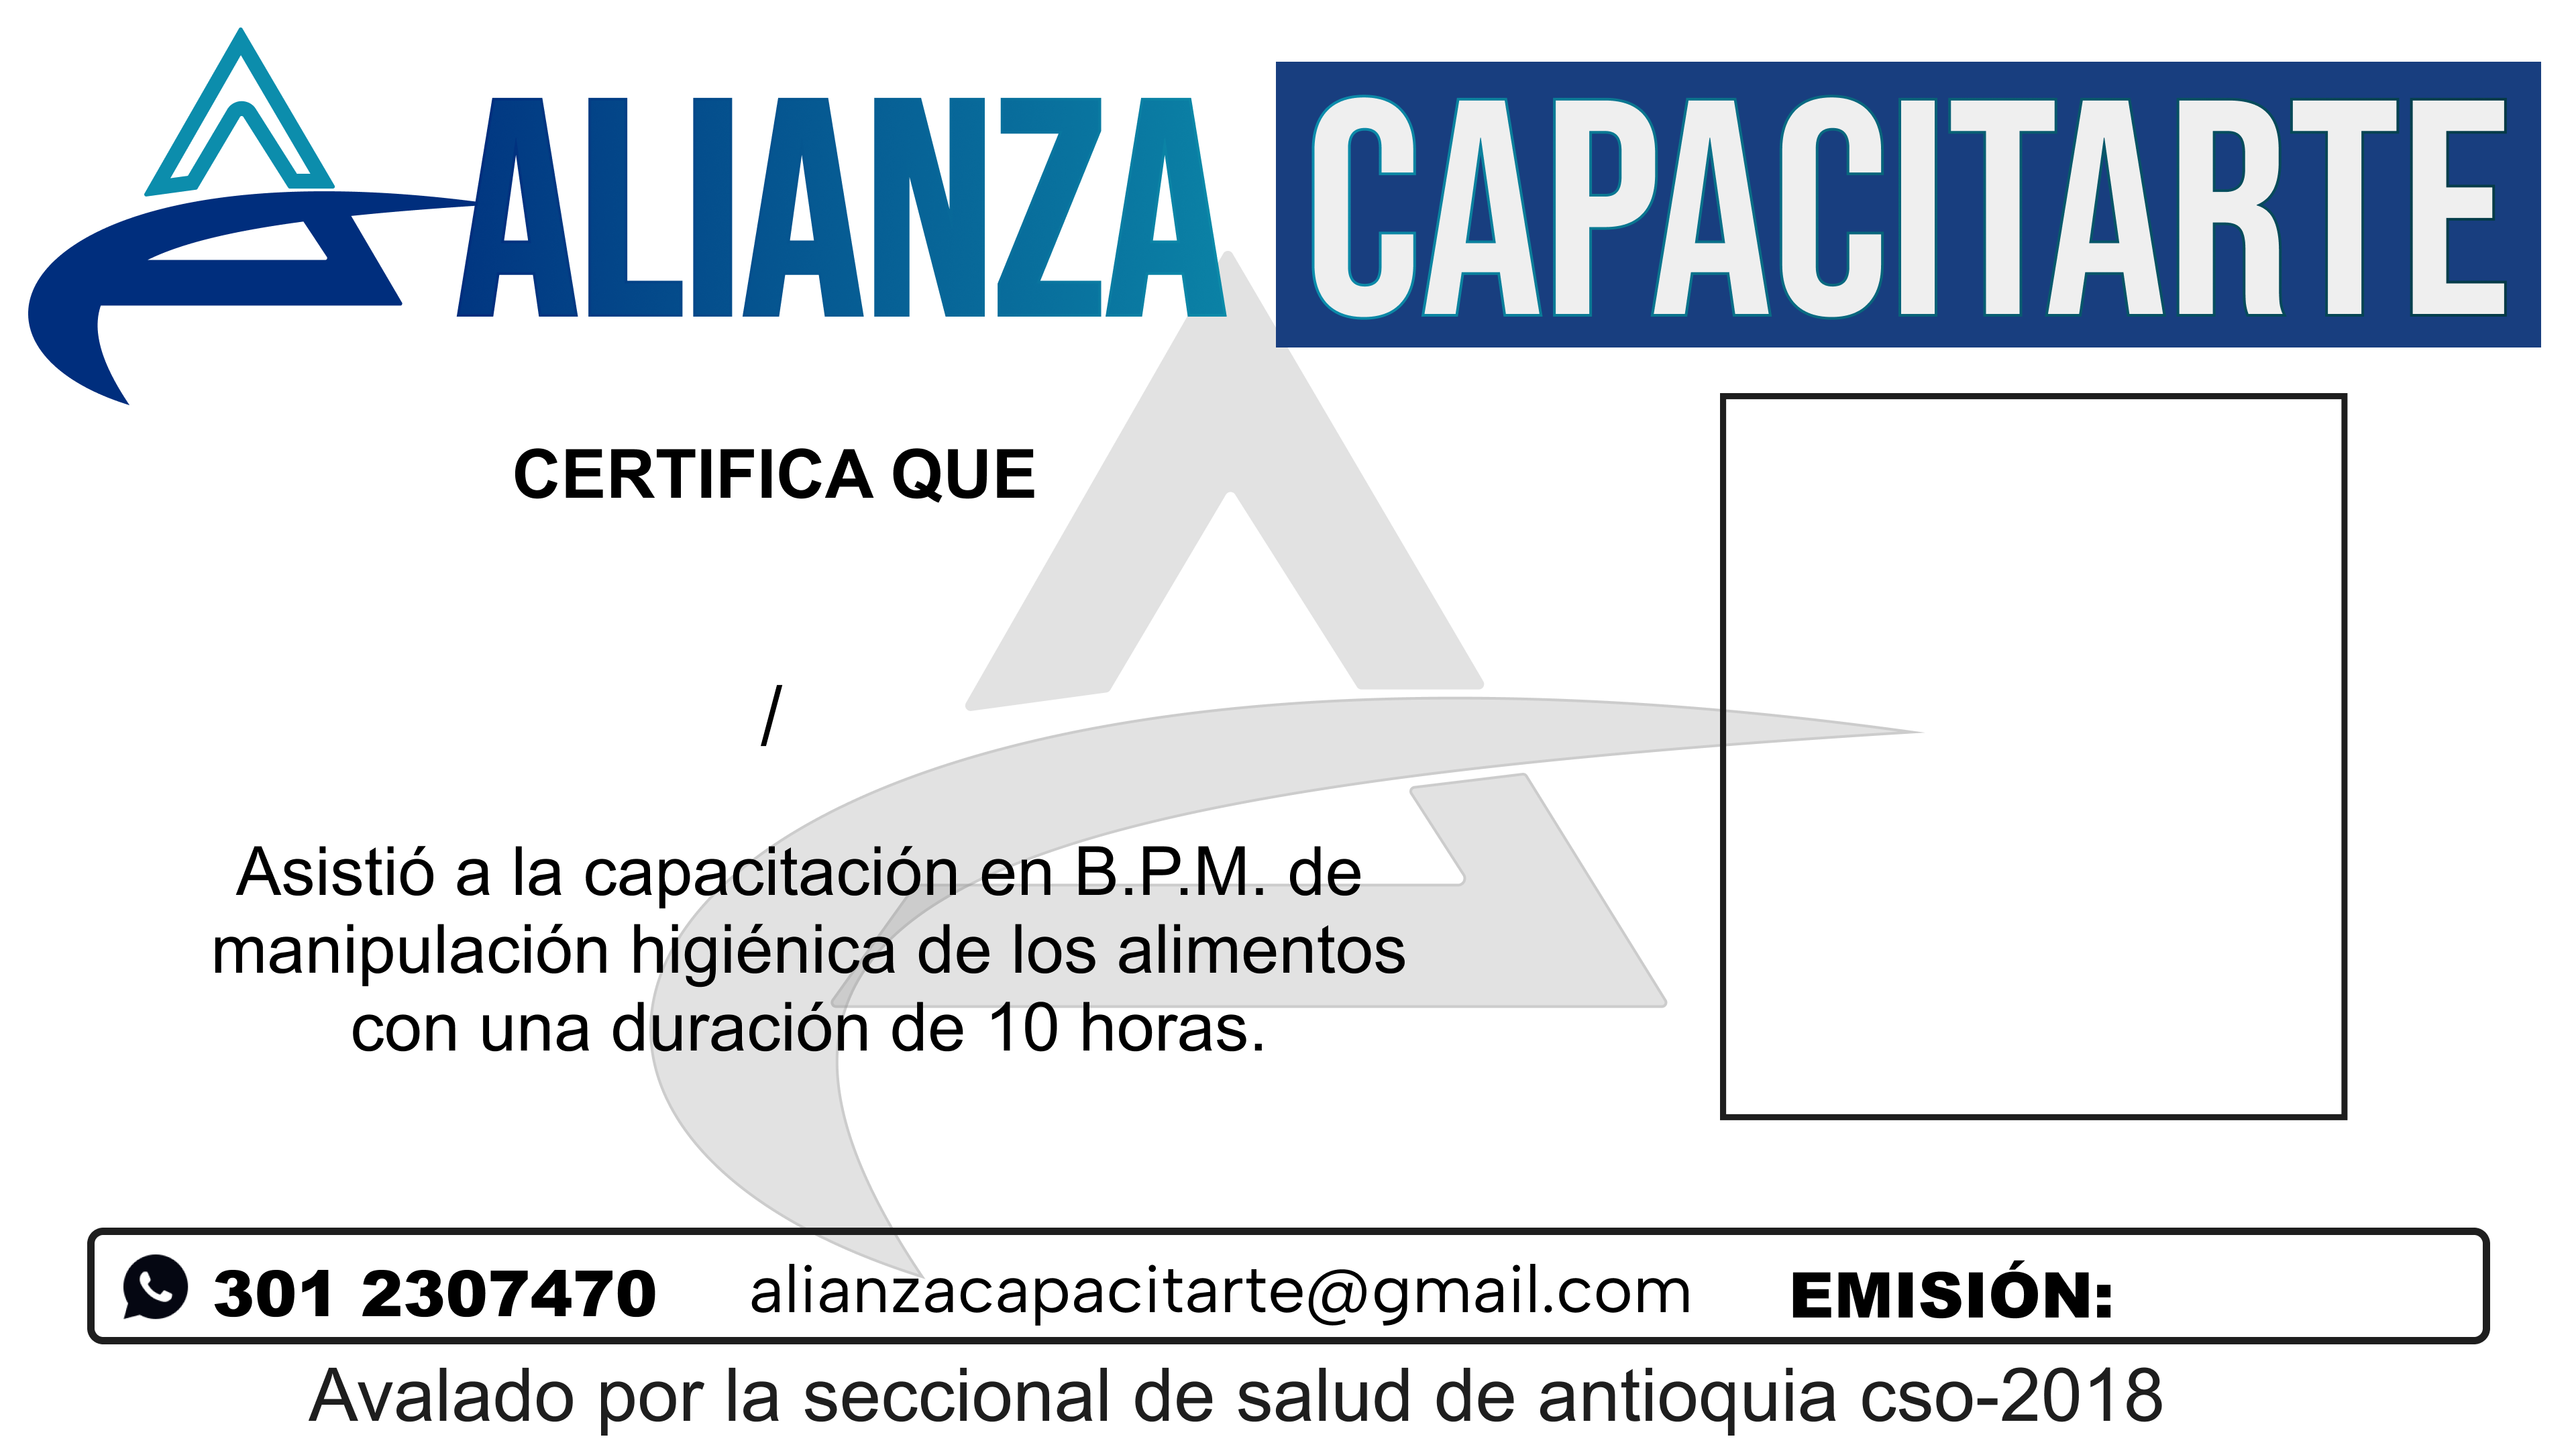 ALIANZA CAPACITARTE
CERTIFICA QUE
/
Asistió a la capacitación en B.P.M. de
manipulación higiénica de los alimentos
con una duración de 10 horas.
301 2307470 alianzacapacitarte@gmail.com EMISIÓN:
Avalado por la seccional de salud de antioquia cso-2018